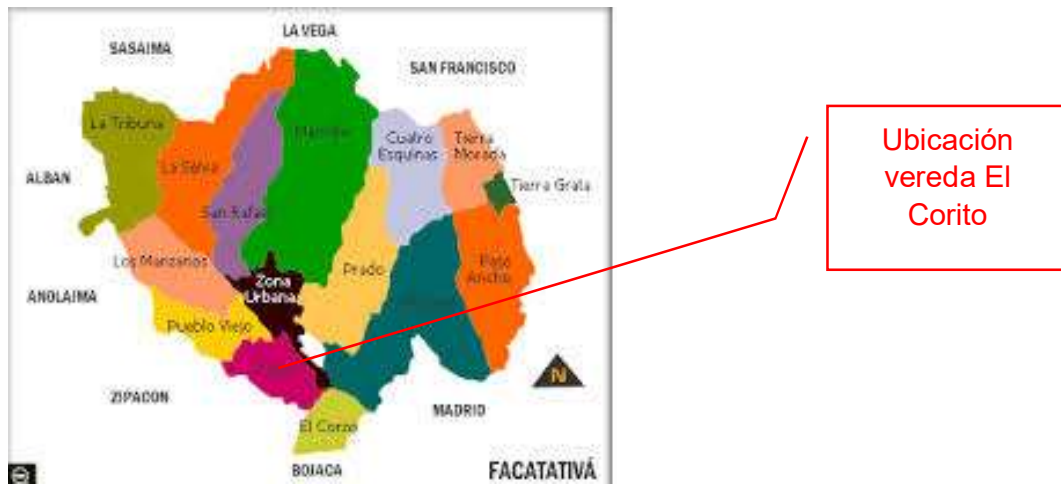 LA VEGA
SASAIMA
SAN FRANCISCO
La Tribuna
Cuatro
Esquinas
Tierra
Morada
La Selva
ALBAN
Tierra Grata
San Rafael
Los Manzanos
Prado
Paso
Ancho
Zona
Urbana
ANOLAIMA
Pueblo Viejo
N
ZIPACON
MADRID
El Corzo
BOJACA
FACATATIVÁ
Ubicación
vereda El
Corito